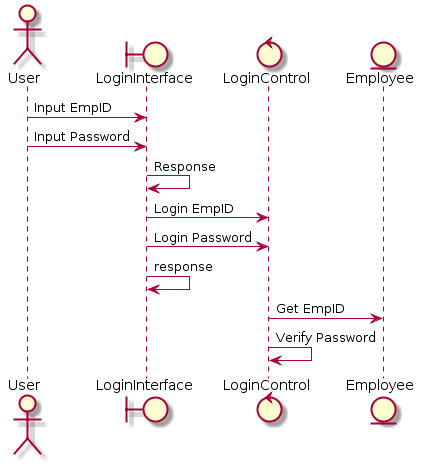 User LoginInterface LoginControl Employee
Input EmpID
Input Password
Response
Login EmpID
Login Password
response
Get EmpID
Verify Password
User LoginInterface LoginControl Employee